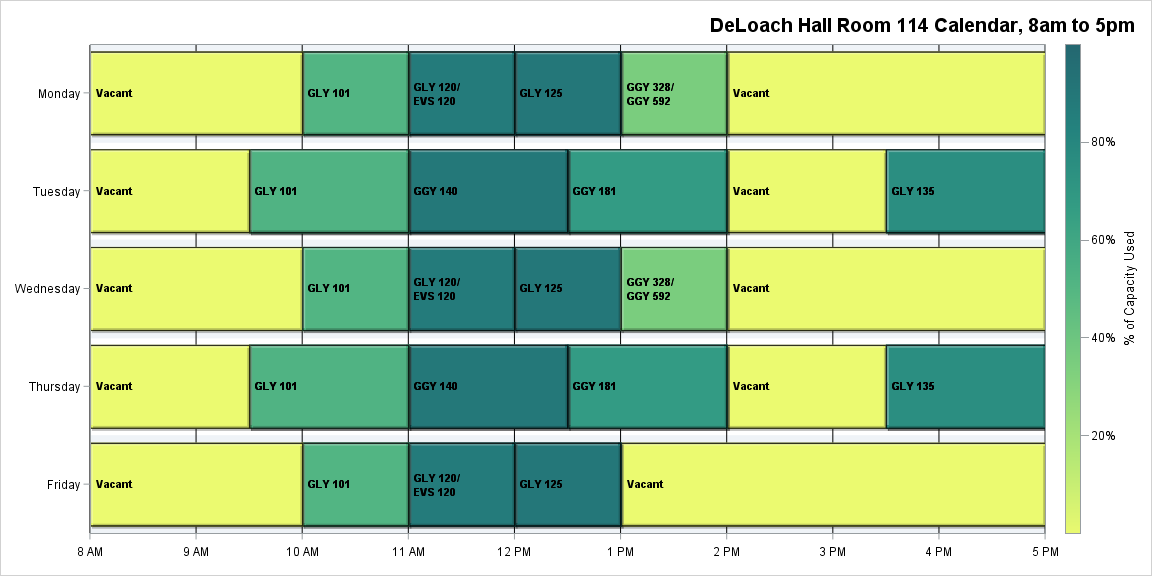 DeLoach Hall Room 114 Calendar, 8am to 5pm
Monday
Vacant
GLY 101
GLY 120/
EVS 120
GLY 125
GGY 328/
GGY 592
Vacant
Tuesday
Vacant
GLY 101
GGY 140
GGY 181
Vacant
GLY 135
Wednesday
Vacant
GLY 101
GLY 120/
EVS 120
GLY 125
GGY 328/
GGY 592
Vacant
Thursday
Vacant
GLY 101
GGY 140
GGY 181
Vacant
GLY 135
Friday
Vacant
GLY 101
GLY 120/
EVS 120
GLY 125
Vacant
8 AM
9 AM
10 AM
11 AM
12 PM
1 PM
2 PM
3 PM
4 PM
5 PM
80%
60%
40%
20%
% of Capacity Used